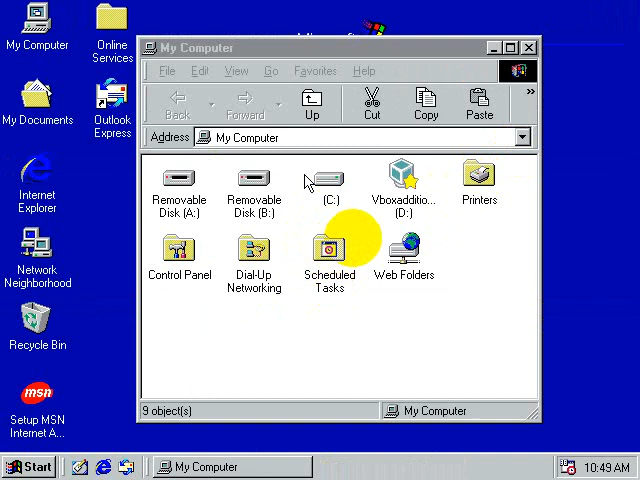 My Computer
Online
Services
My Documents
Outlook
Express
Internet
Explorer
Network
Neighborhood
Recycle Bin
msn
Setup MSN
Internet A...
My Computer
File Edit View Go Favorites Help
Back Forward Up Cut Copy Paste »
Address My Computer
Removable
Disk (A:)
Removable
Disk (B:)
(C:)
Vboxadditio...
(D:)
Printers
Control Panel
Dial-Up
Networking
Scheduled
Tasks
Web Folders
9 object(s) My Computer
Start My Computer 10:49 AM